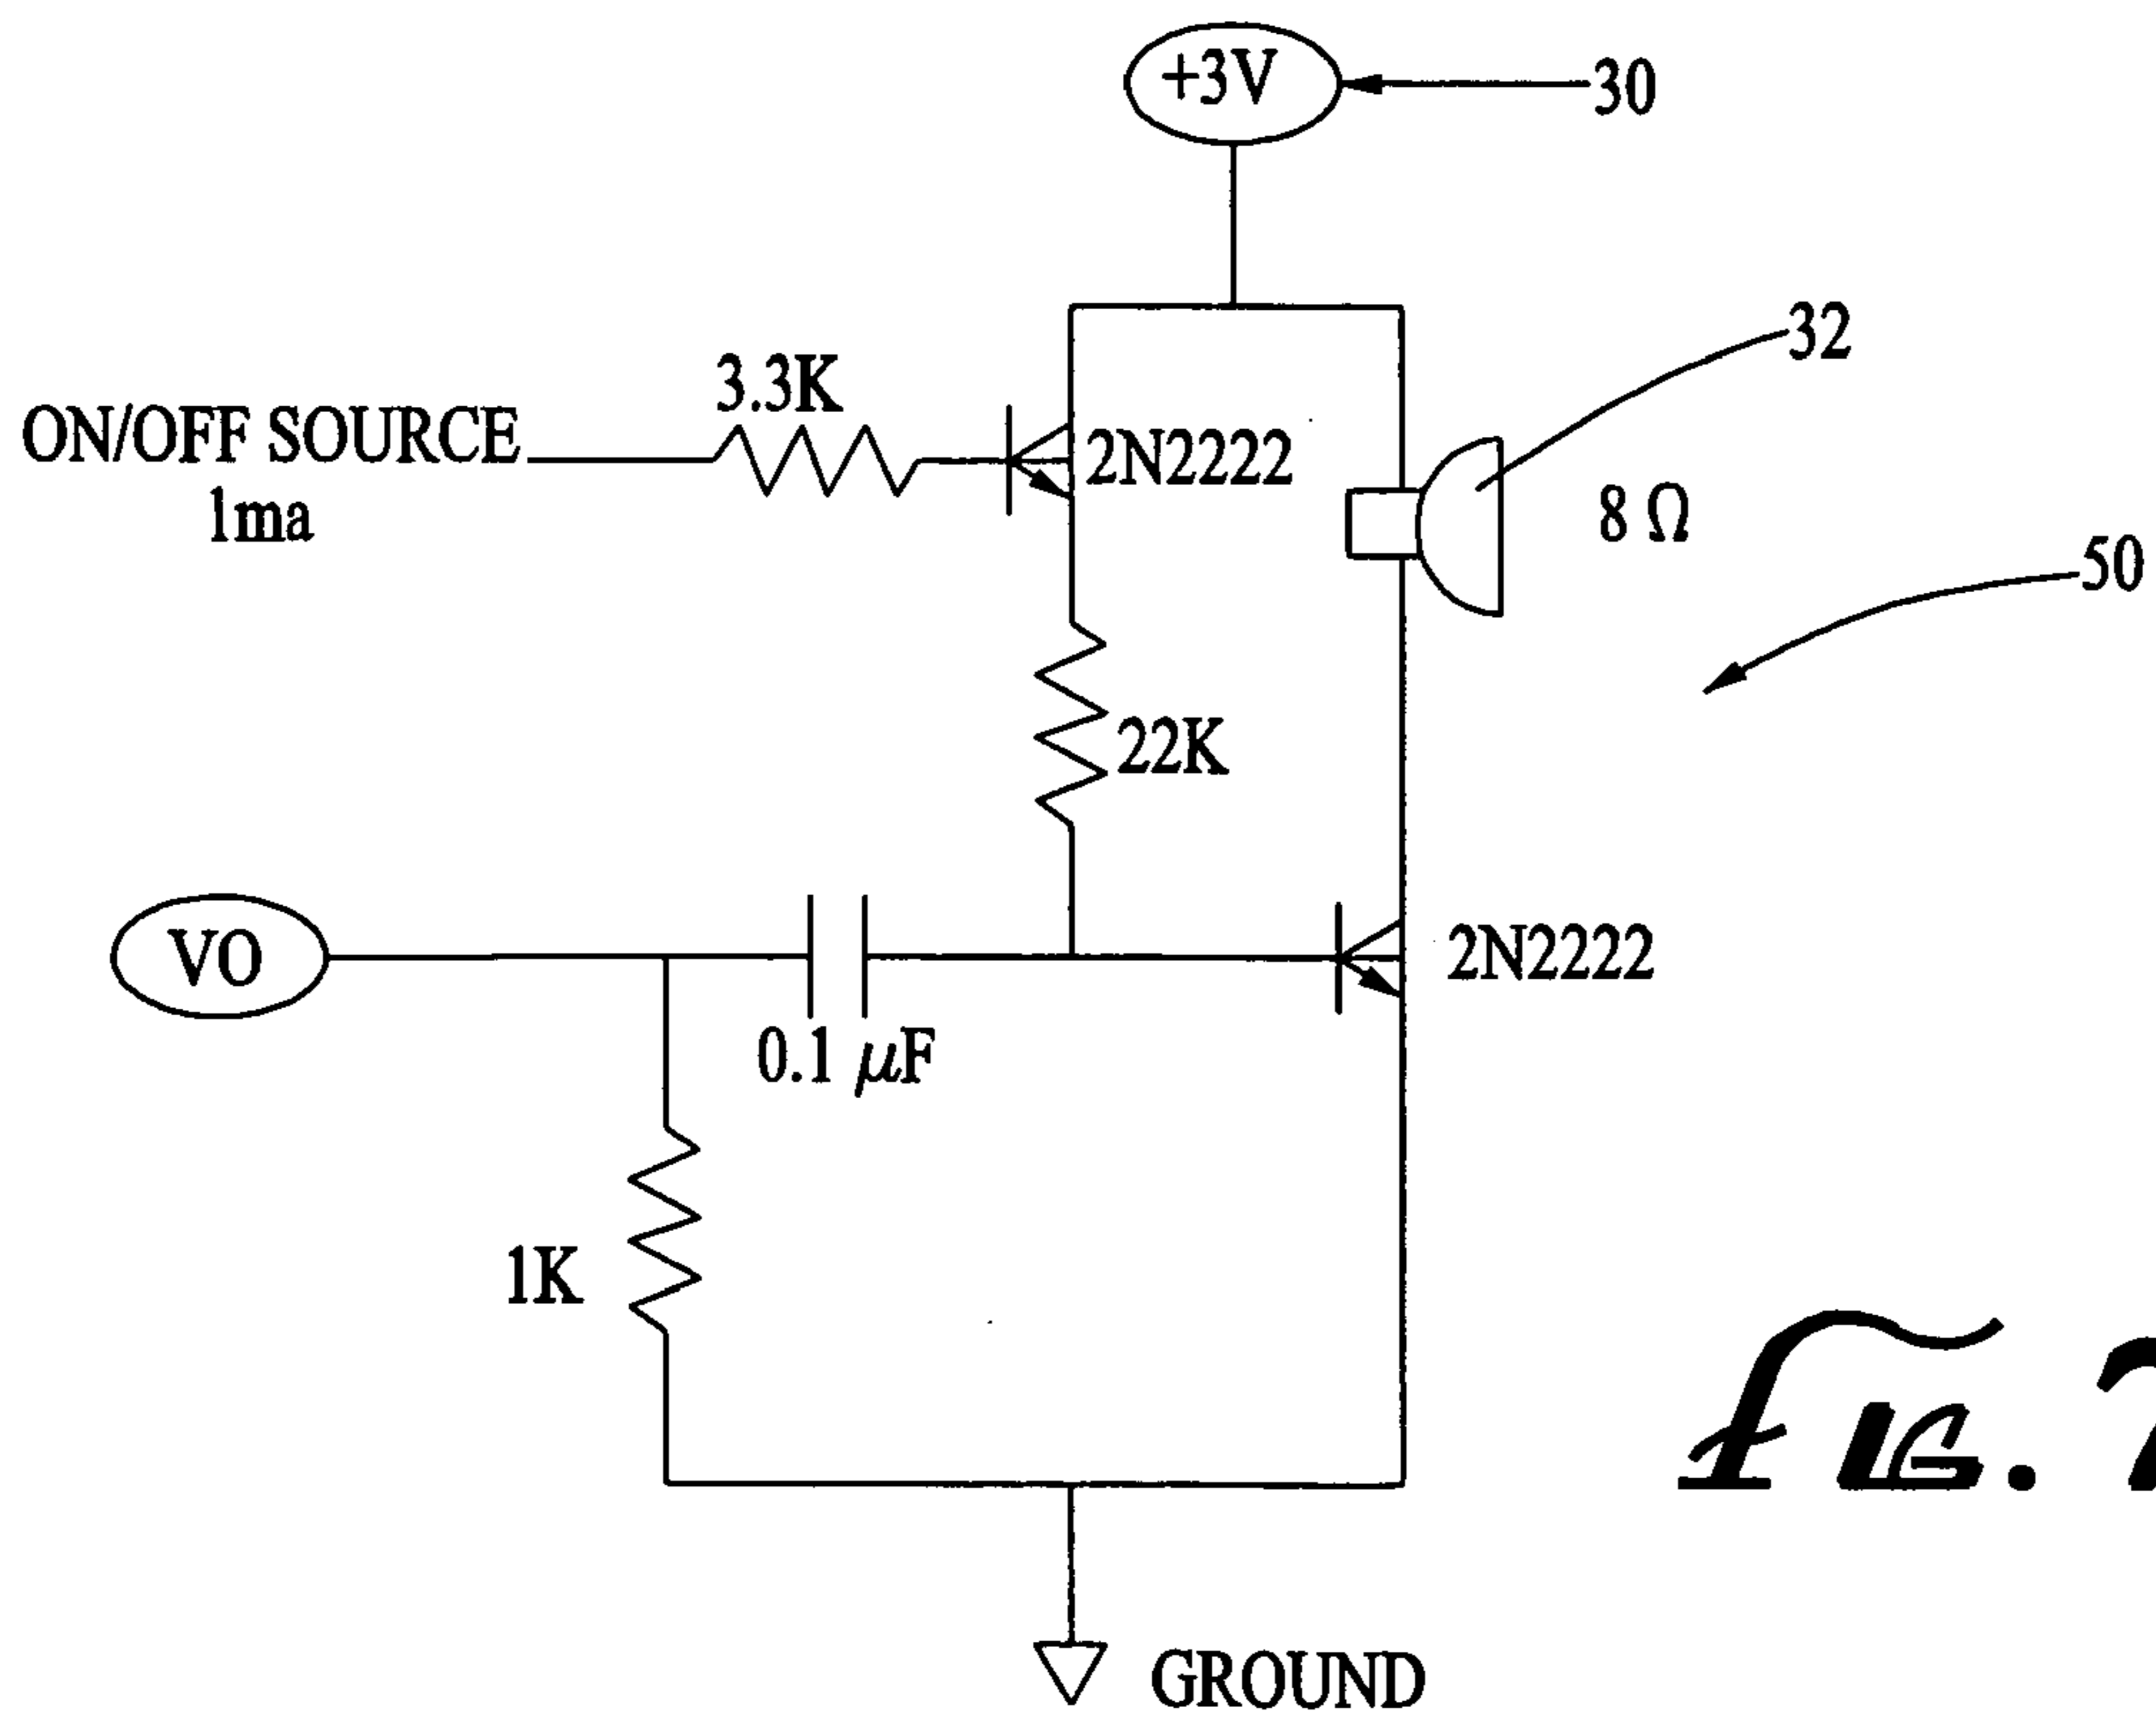 +3V
30
32
3.3K
ON/OFF SOURCE
1ma
2N2222
8 Ω
50
22K
VO
2N2222
0.1 μF
1K
FIG.
GROUND